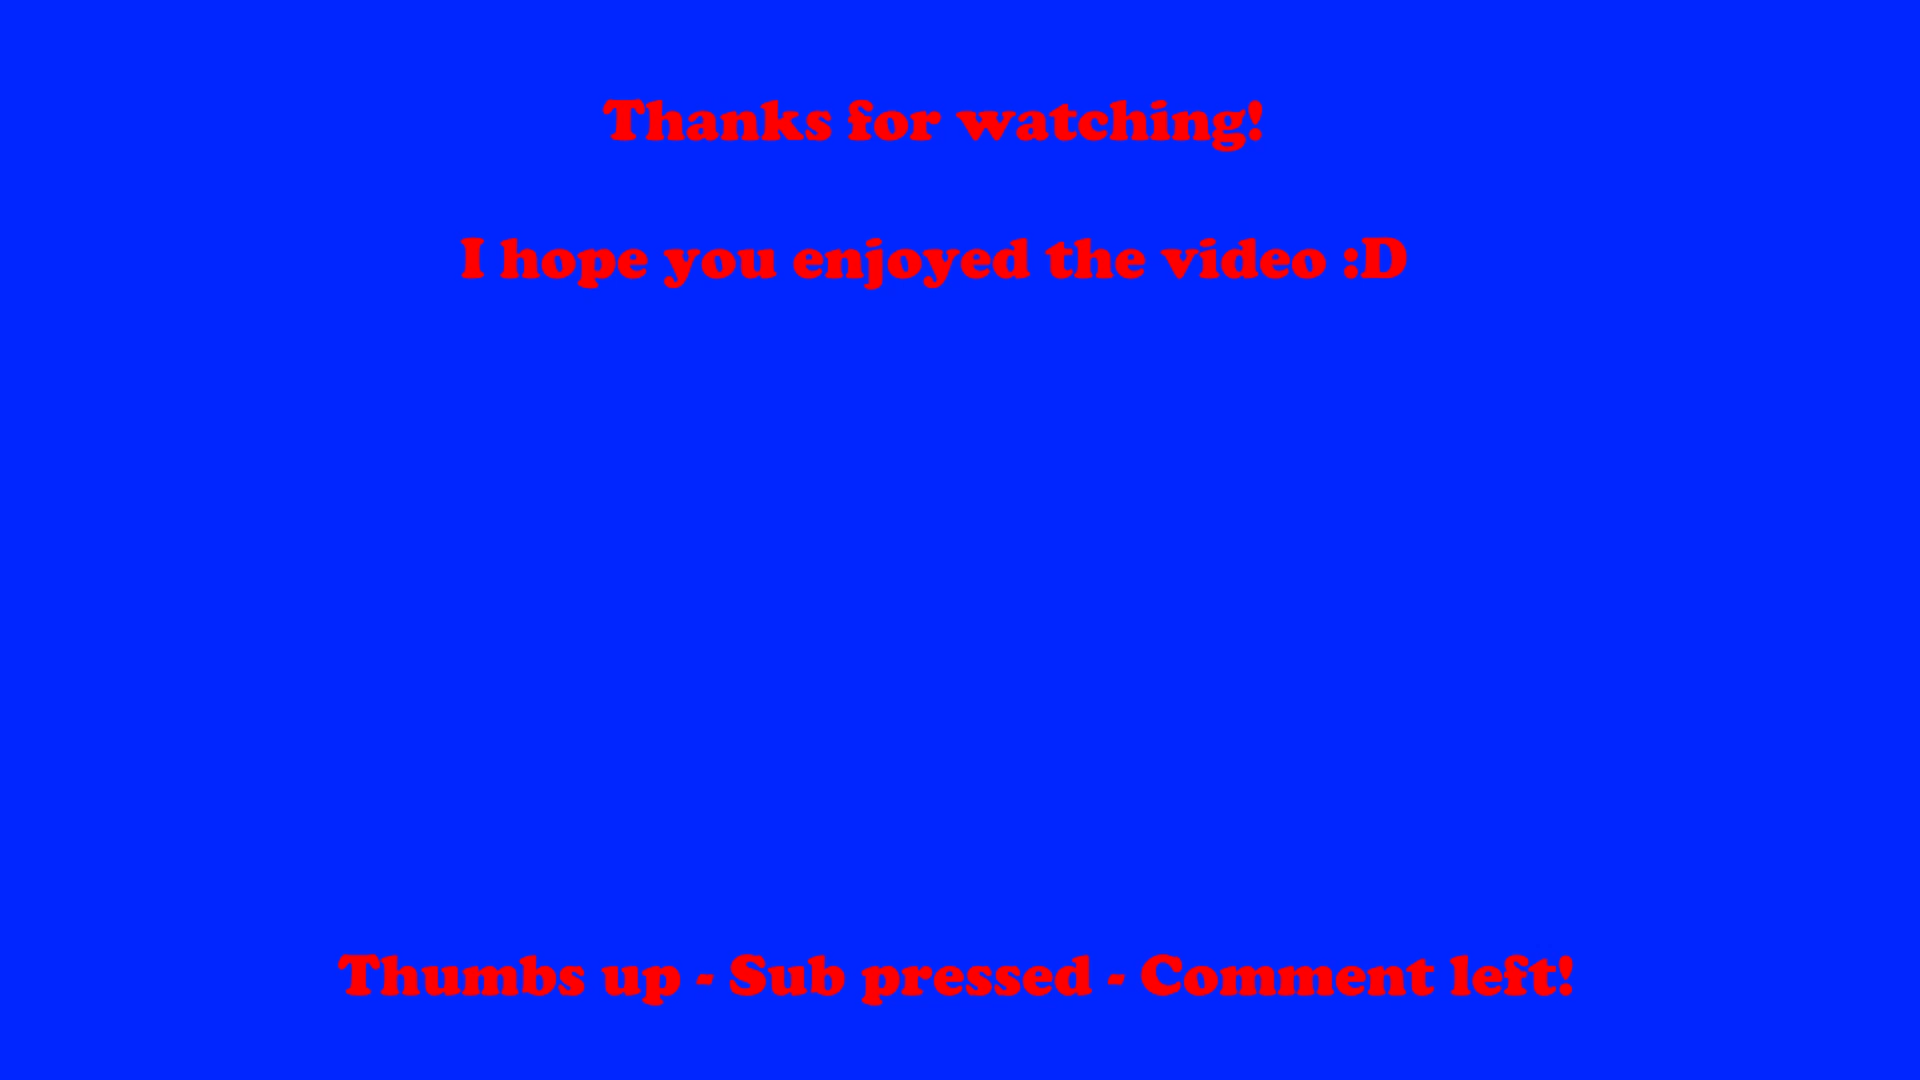 Thanks for watching!
I hope you enjoyed the video :D
Thumbs up - Sub pressed - Comment left!